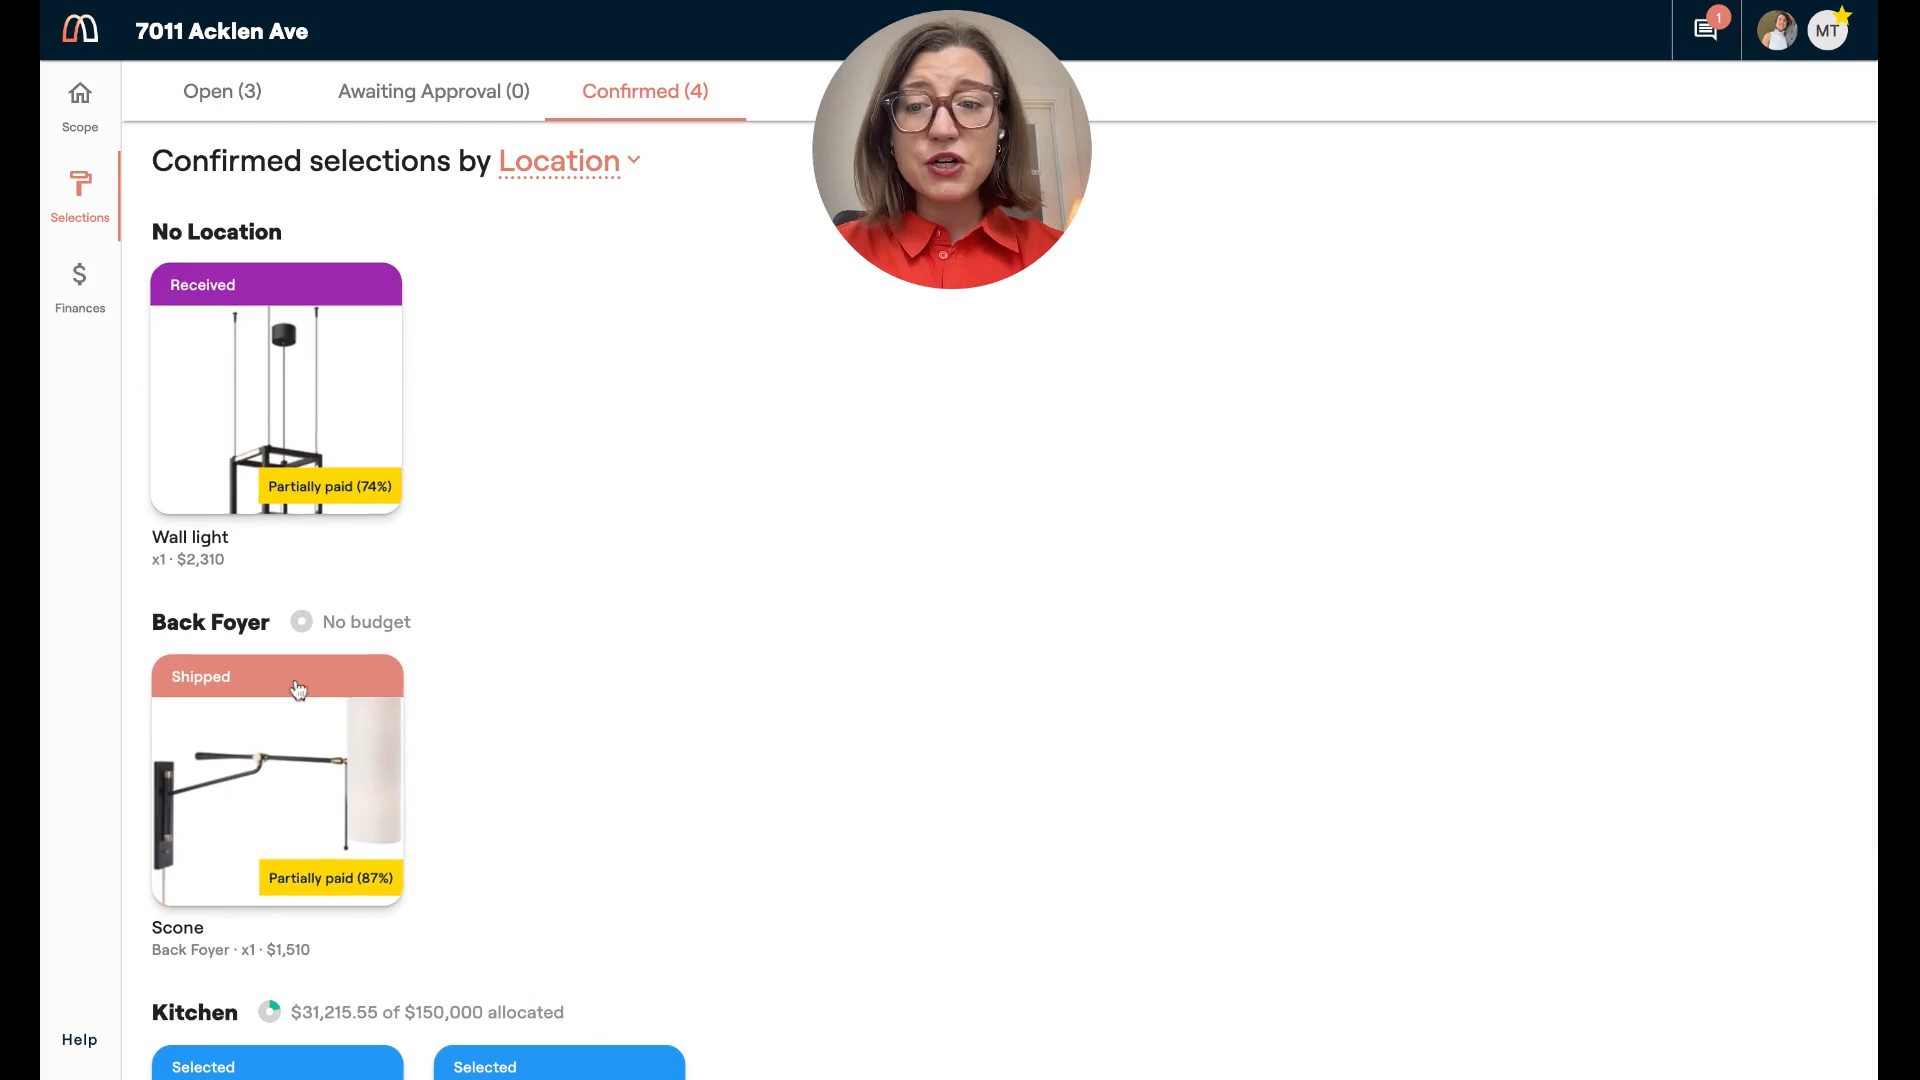 7011 Acklen Ave
1
MT
Scope
Selections
Finances
Help
Open (3)
Awaiting Approval (0)
Confirmed (4)
Confirmed selections by Location
No Location
Received
Partially paid (74%)
Wall light
x1 · $2,310
Back Foyer
No budget
Shipped
Partially paid (87%)
Scone
Back Foyer · x1 · $1,510
Kitchen
$31,215.55 of $150,000 allocated
Selected
Selected